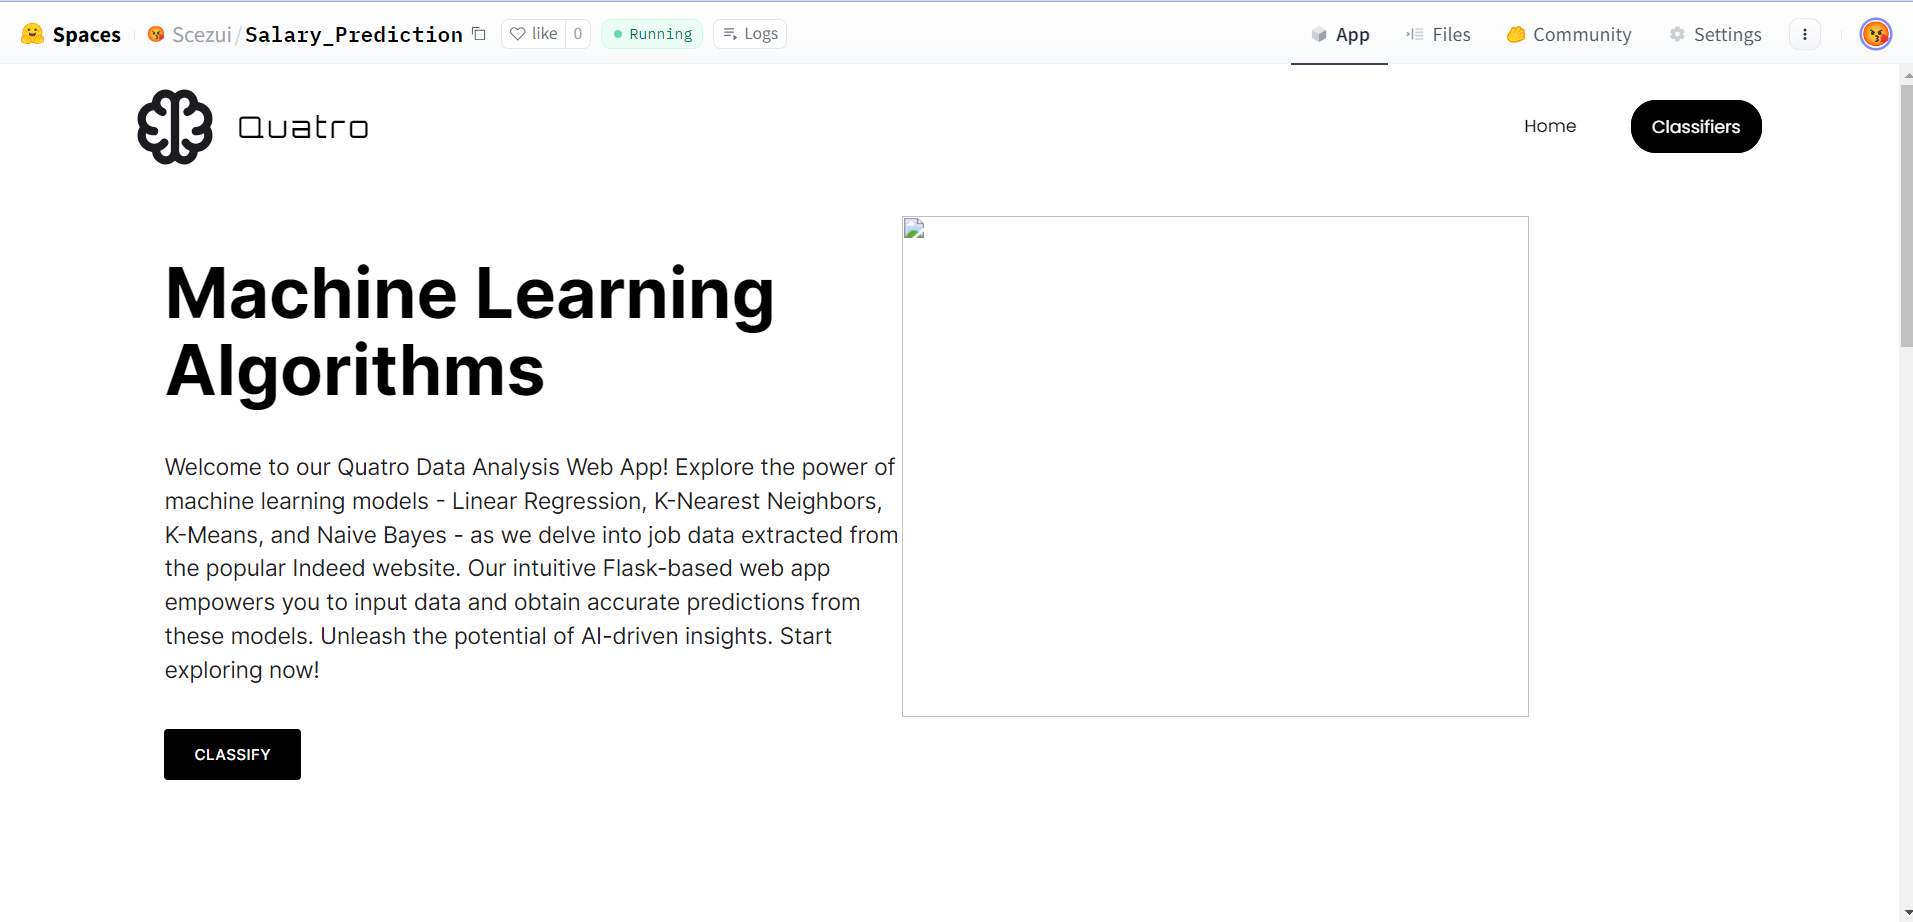 Spaces Scezui/Salary_Prediction like 0 Running Logs App Files Community Settings
Quatro Home Classifiers
Machine Learning
Algorithms
Welcome to our Quatro Data Analysis Web App! Explore the power of
machine learning models - Linear Regression, K-Nearest Neighbors,
K-Means, and Naive Bayes - as we delve into job data extracted from
the popular Indeed website. Our intuitive Flask-based web app
empowers you to input data and obtain accurate predictions from
these models. Unleash the potential of AI-driven insights. Start
exploring now!
CLASSIFY